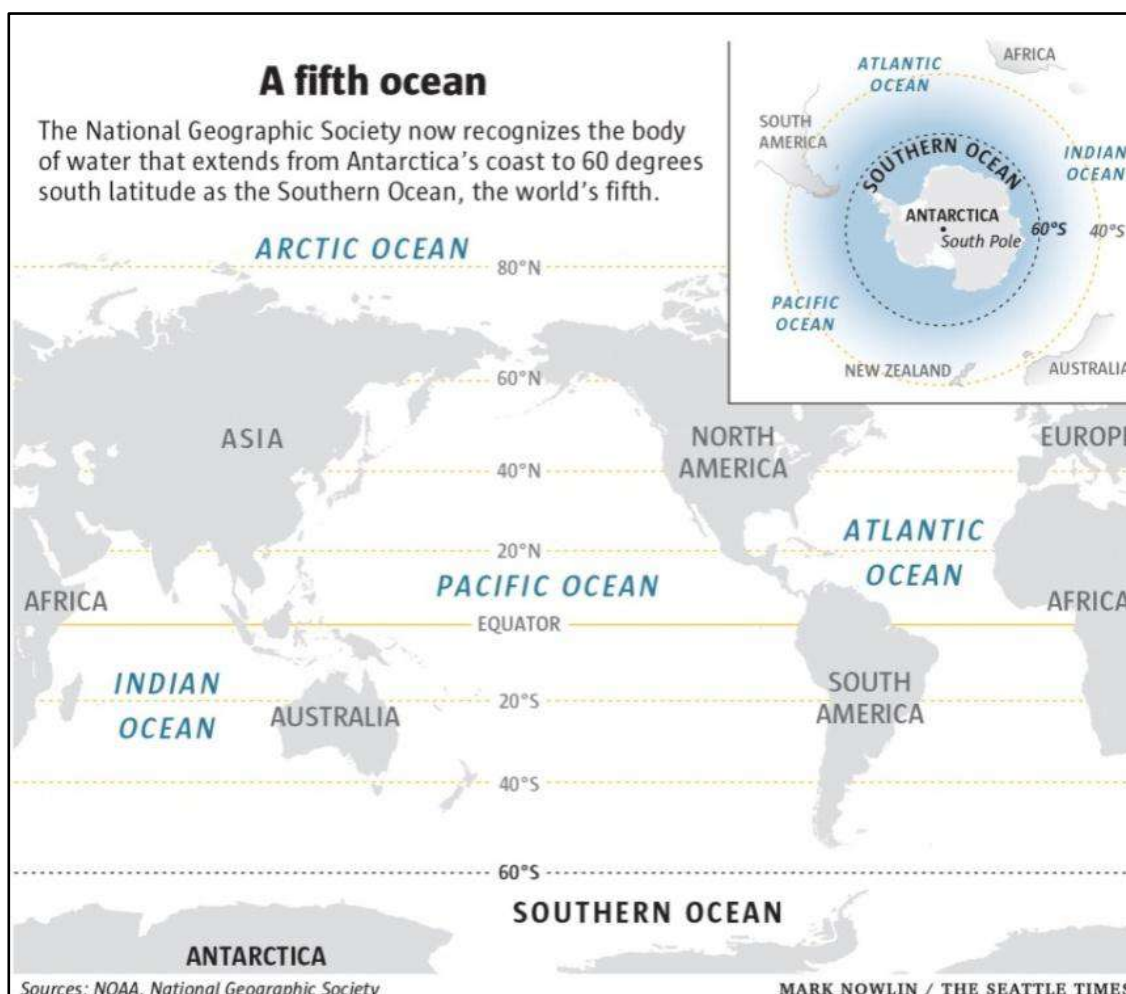 A fifth ocean
The National Geographic Society now recognizes the body
of water that extends from Antarctica's coast to 60 degrees
south latitude as the Southern Ocean, the world's fifth.
AFRICA
ATLANTIC
OCEAN
SOUTH
AMERICA
SOUTHERN OCEAN
INDIAN
OCEAN
ANTARCTICA
South Pole
60°S
40°S
PACIFIC
OCEAN
NEW ZEALAND
AUSTRALIA
ARCTIC OCEAN
80°N
60°N
ASIA
NORTH
AMERICA
EUROPE
40°N
ATLANTIC
OCEAN
20°N
PACIFIC OCEAN
AFRICA
AFRICA
EQUATOR
INDIAN
OCEAN
SOUTH
AMERICA
20°S
AUSTRALIA
40°S
60°S
SOUTHERN OCEAN
ANTARCTICA
Sources: NOAA, National Geographic Society
MARK NOWLIN / THE SEATTLE TIMES